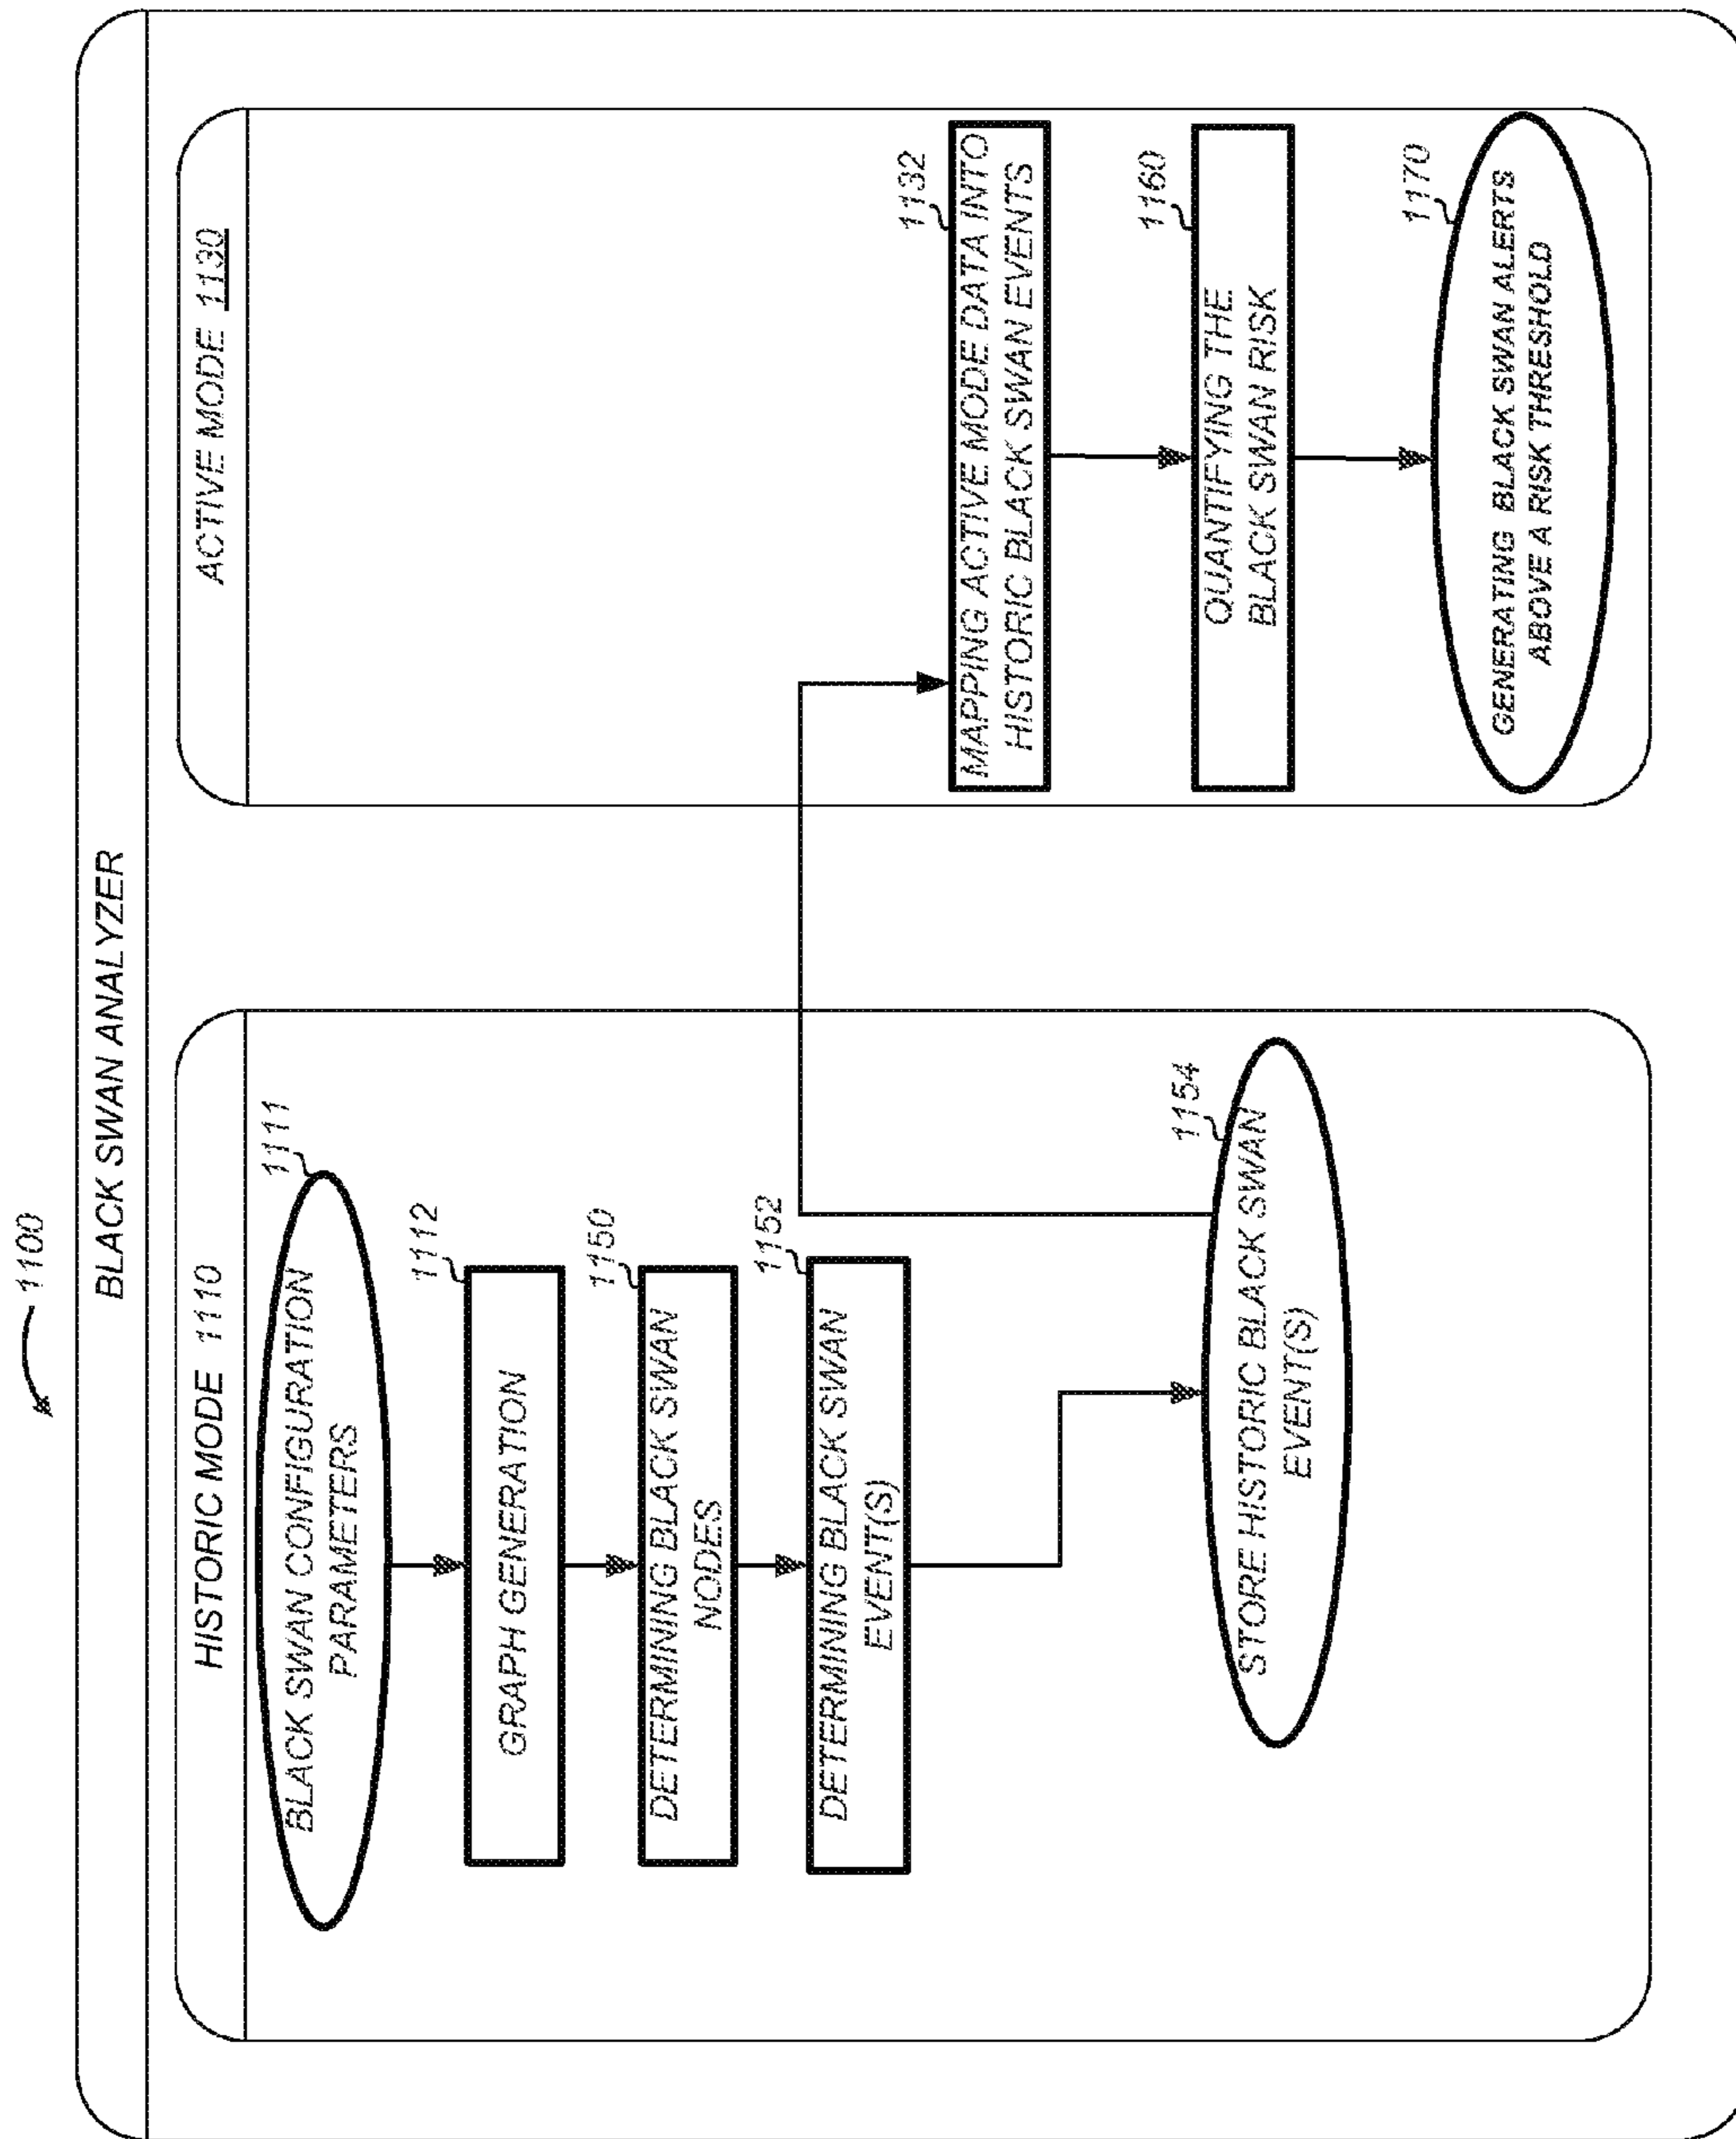 1100
BLACK SWAN ANALYZER
HISTORIC MODE 1110
1111
BLACK SWAN CONFIGURATION
PARAMETERS
1112
GRAPH GENERATION
1150
DETERMINING BLACK SWAN
NODES
1152
DETERMINING BLACK SWAN
EVENT(S)
1154
STORE HISTORIC BLACK SWAN
EVENT(S)
ACTIVE MODE 1130
1132
MAPPING ACTIVE MODE DATA INTO
HISTORIC BLACK SWAN EVENTS
1160
QUANTIFYING THE
BLACK SWAN RISK
1170
GENERATING BLACK SWAN ALERTS
ABOVE A RISK THRESHOLD